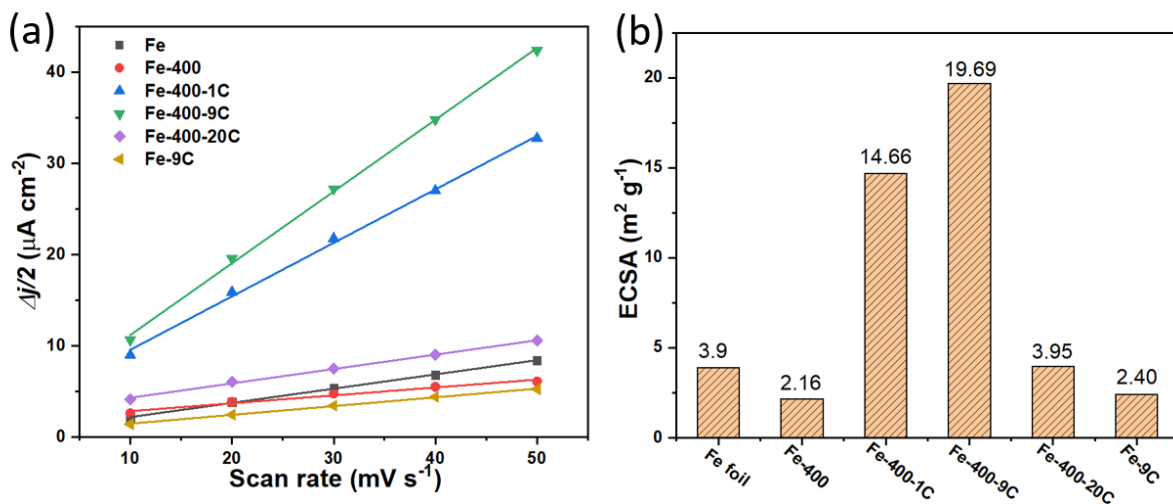 (a)
Fe
Fe-400
Fe-400-1C
Fe-400-9C
Fe-400-20C
Fe-9C
Δj/2 (μA cm-2)
40
30
20
10
0
10 20 30 40 50
Scan rate (mV s-1)
(b)
ECSA (m2 g-1)
20
15
10
5
0
3.9
2.16
14.66
19.69
3.95
2.40
Fe foil
Fe-400
Fe-400-1C
Fe-400-9C
Fe-400-20C
Fe-9C